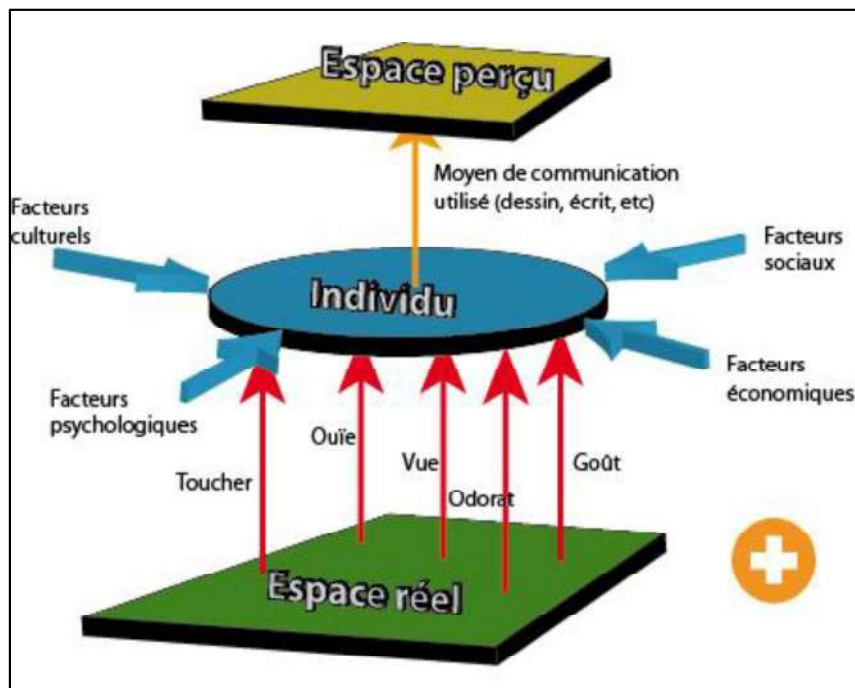 Espace perçu
Moyen de communication
utilisé (dessin, écrit, etc)
Facteurs
culturels
Facteurs
sociaux
Individu
Facteurs
psychologiques
Facteurs
économiques
Ouïe
Vue
Goût
Toucher
Odorat
Espace réel